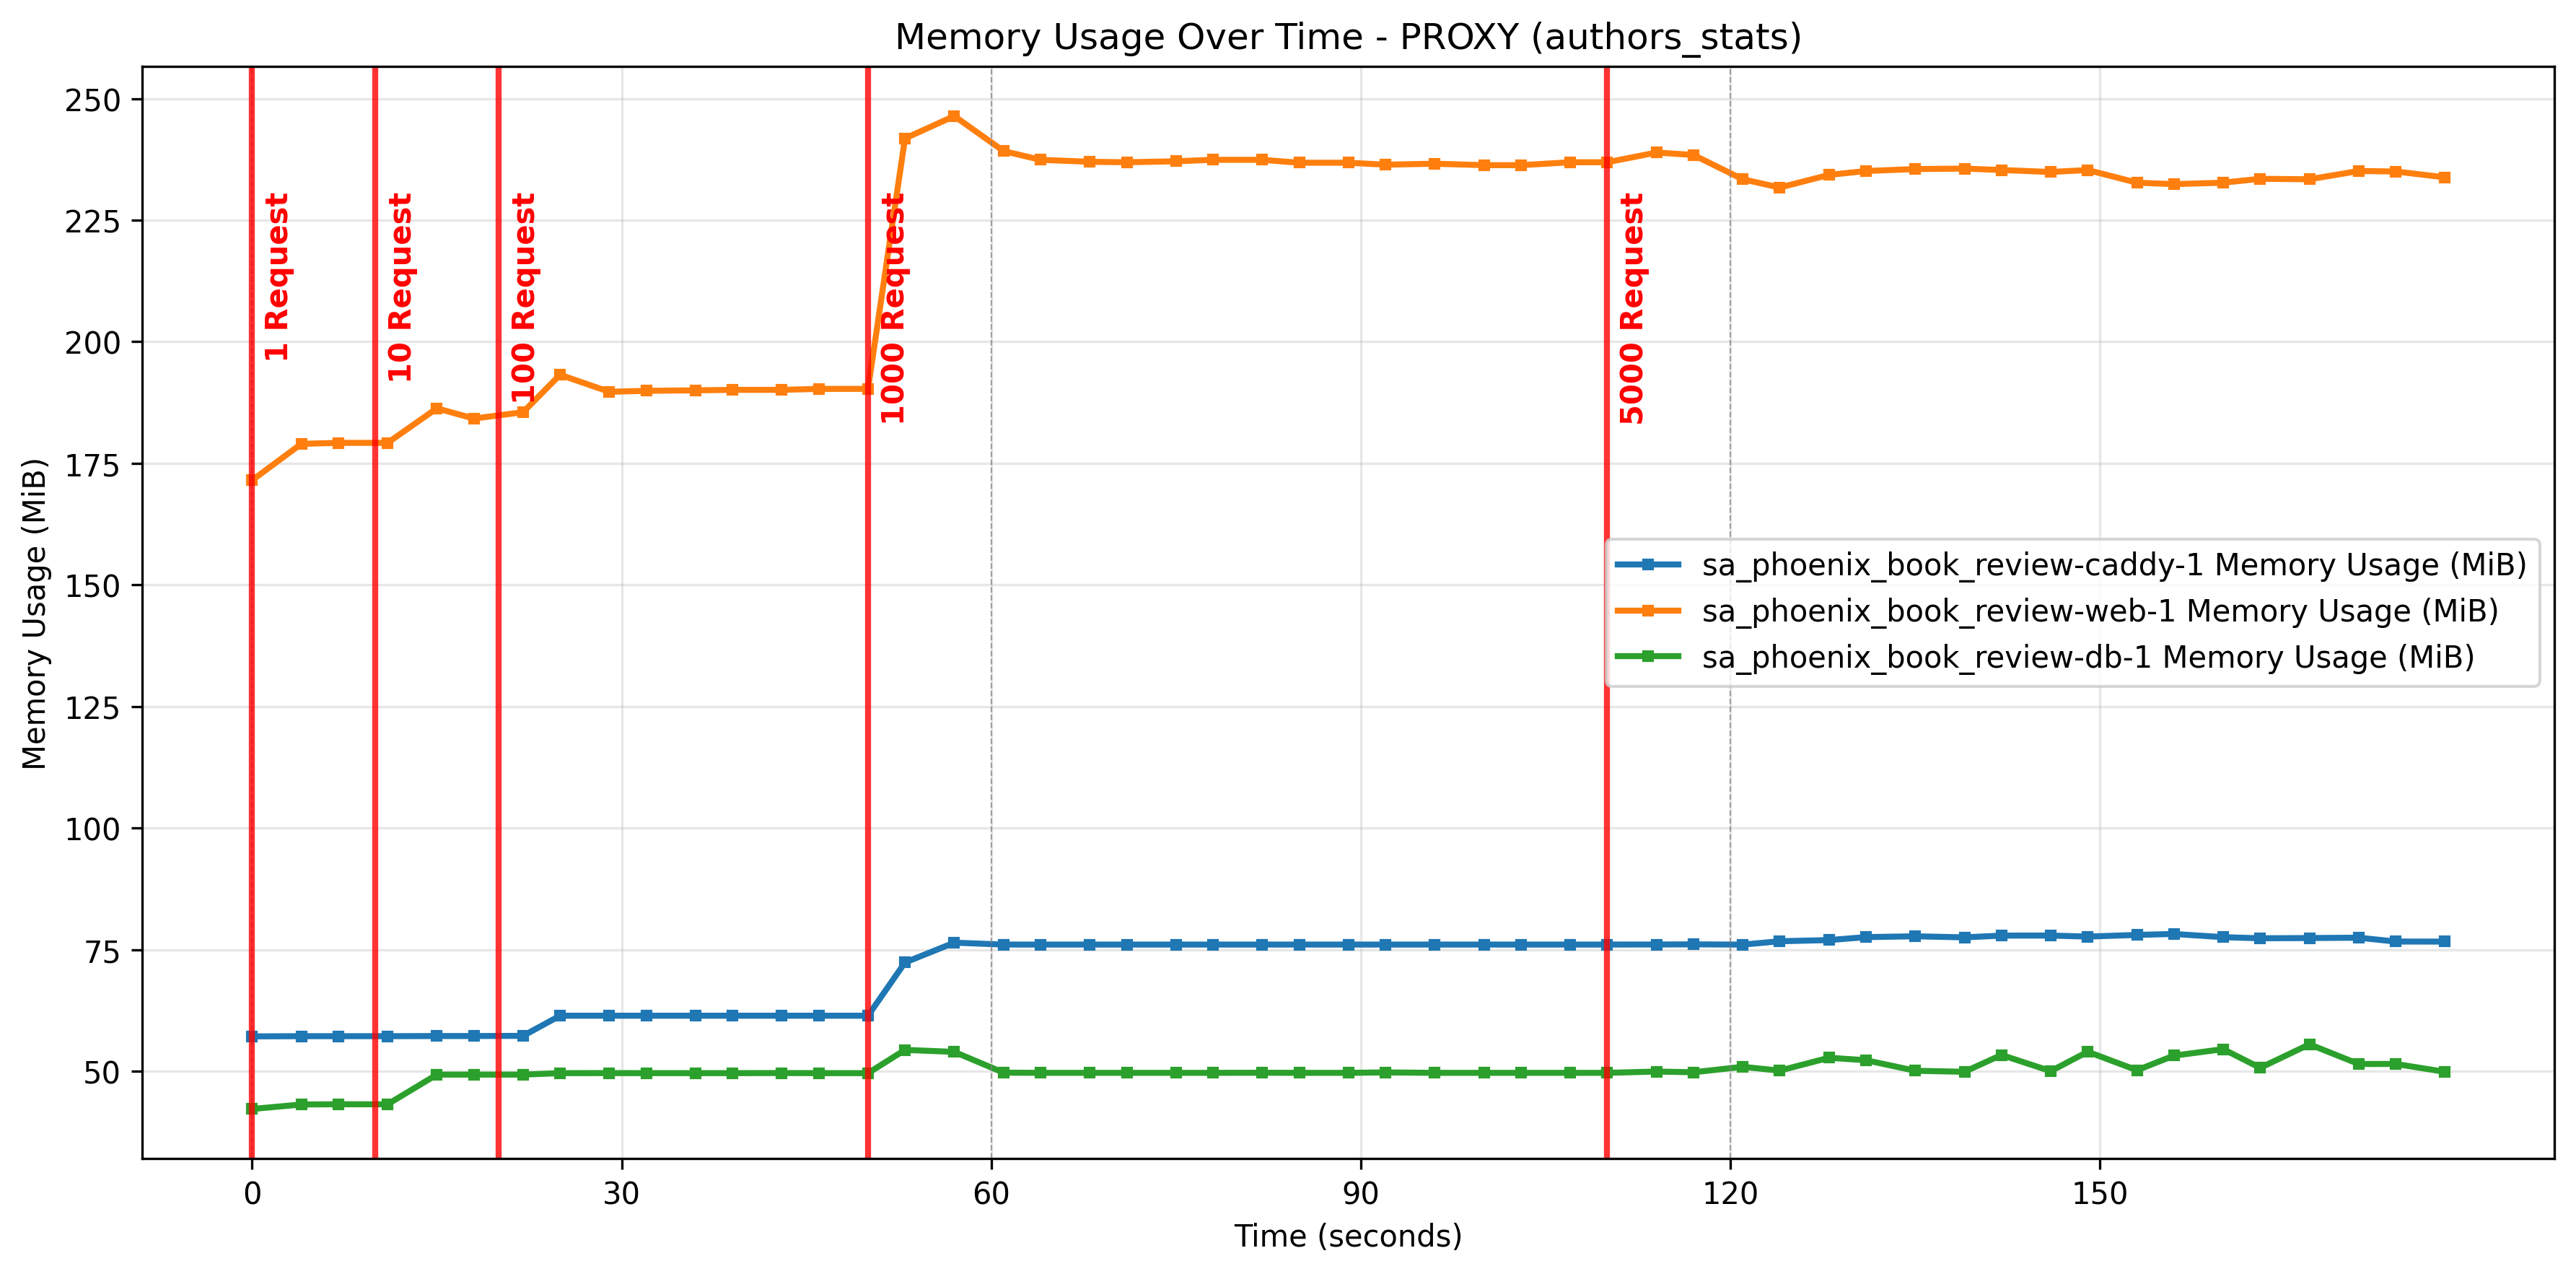 Memory Usage Over Time - PROXY (authors_stats)
Memory Usage (MiB)
250
225
200
175
150
125
100
75
50
1 Request
10 Request
100 Request
1000 Request
5000 Request
sa_phoenix_book_review-caddy-1 Memory Usage (MiB)
sa_phoenix_book_review-web-1 Memory Usage (MiB)
sa_phoenix_book_review-db-1 Memory Usage (MiB)
0
30
60
90
120
150
Time (seconds)